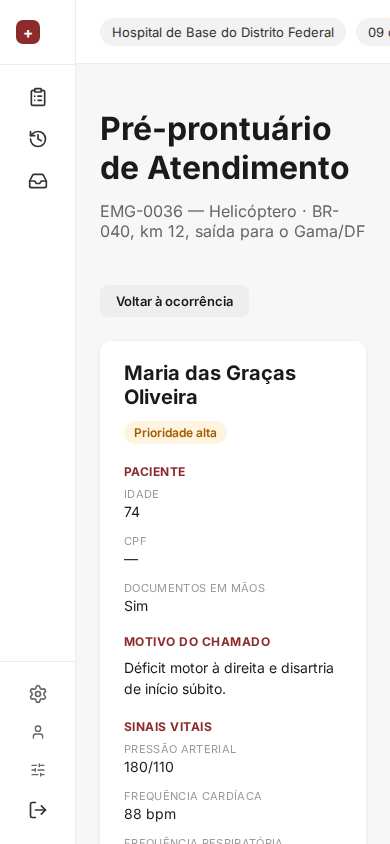 Hospital de Base do Distrito Federal
09
Pré-prontuário
de Atendimento
EMG-0036 — Helicóptero · BR-
040, km 12, saída para o Gama/DF
Voltar à ocorrência
Maria das Graças
Oliveira
Prioridade alta
PACIENTE
IDADE
74
CPF
—
DOCUMENTOS EM MÃOS
Sim
MOTIVO DO CHAMADO
Déficit motor à direita e disartria
de início súbito.
SINAIS VITAIS
PRESSÃO ARTERIAL
180/110
FREQUÊNCIA CARDÍACA
88 bpm
FREQUÊNCIA RESPIRATÓRIA